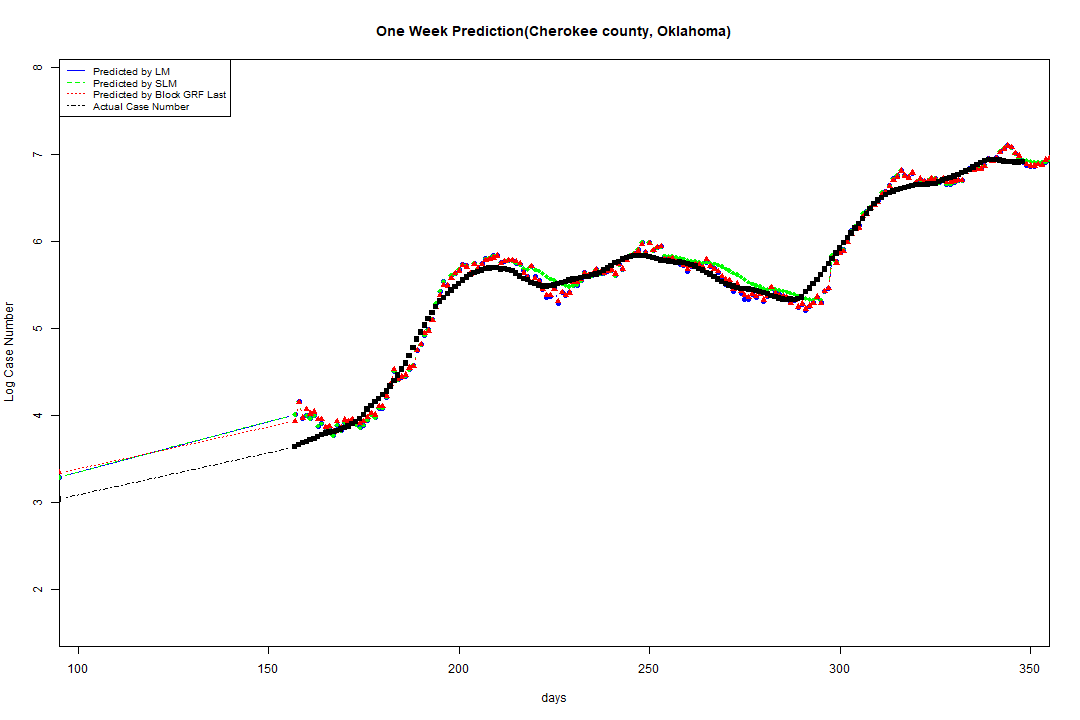 One Week Prediction(Cherokee county, Oklahoma)
Predicted by LM
Predicted by SLM
Predicted by Block GRF Last
Actual Case Number
8
7
6
5
4
3
2
Log Case Number
100 150 200 250 300 350
days